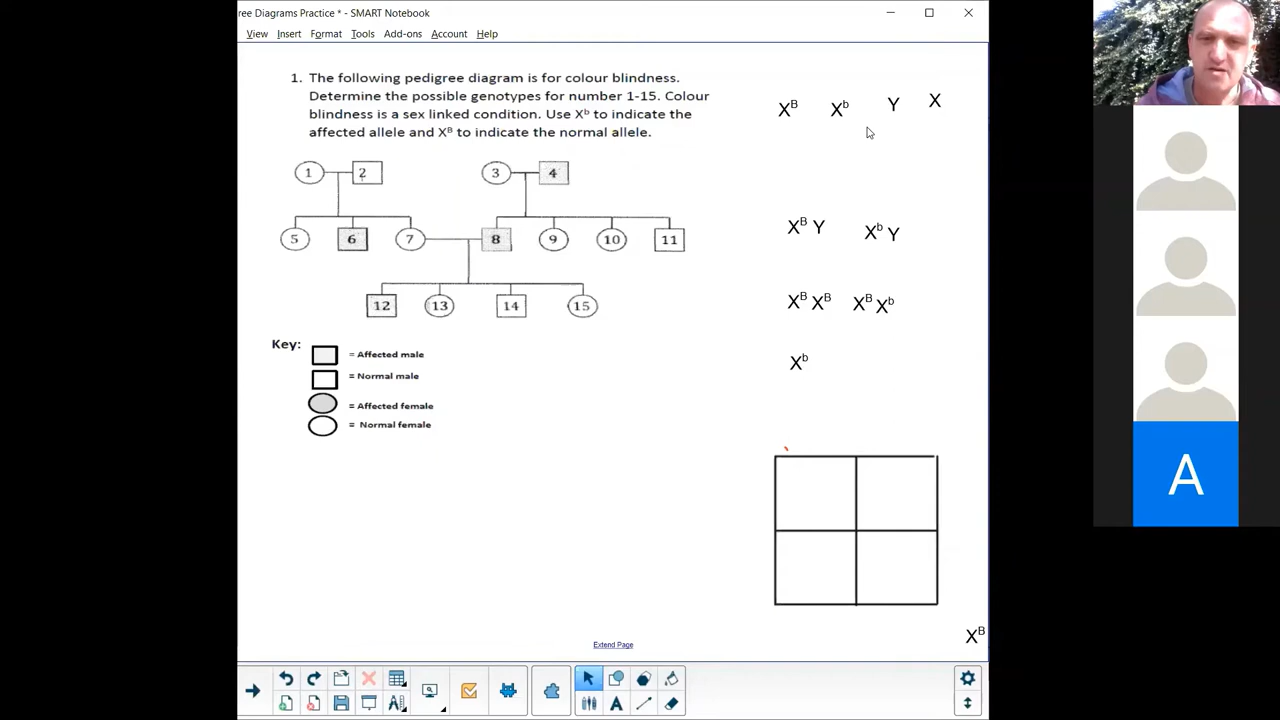 ree Diagrams Practice * - SMART Notebook
View Insert Format Tools Add-ons Account Help
1. The following pedigree diagram is for colour blindness.
Determine the possible genotypes for number 1-15. Colour
blindness is a sex linked condition. Use Xᵇ to indicate the
affected allele and Xᴮ to indicate the normal allele.
Xᴮ Xᵇ Y X
1 2 3 4
Xᴮ Y Xᵇ Y
5 6 7 8 9 10 11
Xᴮ Xᴮ Xᴮ Xᵇ
12 13 14 15
Key:
= Affected male
Xᵇ
= Normal male
= Affected female
= Normal female
A
Xᴮ
Extend Page
A